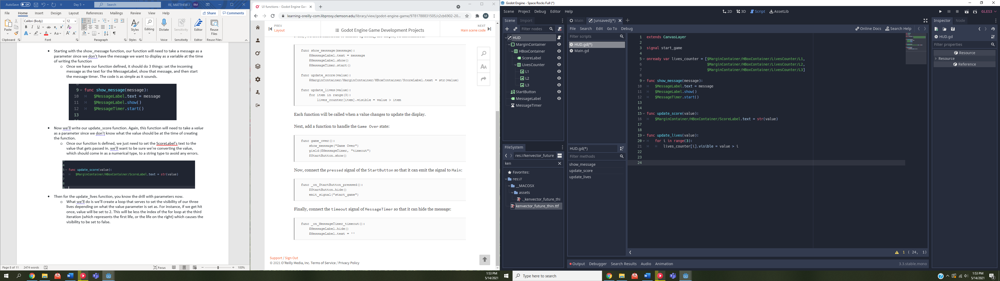 AutoSave Off
Day 5
Search
RE, MATTHEW J RM
File Home Insert Design Layout References Mailings Review View Help Share Comments
Calibri (Body) 12
Paste
Styles
Editing
Dictate
Sensitivity
Editor
Reuse Files
Clipboard Font Paragraph Styles Voice Sensitivity Editor Reuse Files
• Starting with the show_message function, our function will need to take a message as a
parameter since we don't have the message we want to display as a variable at the time
of writing the function
o Once we have our function defined, it should do 3 things: set the incoming
message as the text for the MessageLabel, show that message, and then start
the message timer. The code is as simple as it sounds.
9 func show_message(message):
10 $MessageLabel.text = message
11 $MessageLabel.show()
12 $MessageTimer.start()
13
• Now we'll write our update_score function. Again, this function will need to take a value
as a parameter since we don't know what the value should be at the time of creating
the function.
o Once our function Is defined, we just need to set the ScoreLabel's text to the
value that gets passed in. we'll want to be sure we're converting the value,
which should come in as a numerical type, to a string type to avoid any errors.
4
5 func update_score(value):
6 $MarginContainer/HBoxContainer/ScoreLabel.text = str(value)
7
8
• Then for the update_lives function, you know the drill with parameters now.
o What we'll do is we'll create a loop that serves to set the visibility of our three
lives depending on what the value parameter is set as. For instance, if we get hit
once, value will be set to 2. This will be less the index of the for loop at the third
iteration (which represents the first life, or the life on the right) which causes the
visibility to be set to false.
Page 8 of 11 2474 words Focus 100%
UI functions - Godot Engine Gam
learning-oreilly-com.libproxy.clemson.edu/library/view/godot-engine-game/9781788831505/c2cb6902-20...
M
PREV
Layout
Godot Engine Game Development Projects
NEXT
Main scene code
func show_message(message):
$MessageLabel.text = message
$MessageLabel.show()
$MessageTimer.start()
func update_score(value):
$MarginContainer/MarginContainer/HBoxContainer/ScoreLabel.text = str(value)
func update_lives(value):
for item in range(3):
lives_counter[item].visible = value > item
AA
Each function will be called when a value changes to update the display.
Next, add a function to handle the Game Over state:
func game_over():
show_message("Game Over")
yield($MessageTimer, "timeout")
$StartButton.show()
Now, connect the pressed signal of the StartButton so that it can emit the signal to Main:
func _on_StartButton_pressed():
$StartButton.hide()
emit_signal("start_game")
Finally, connect the timeout signal of MessageTimer so that it can hide the message:
func _on_MessageTimer_timeout():
$MessageLabel.hide()
$MessageLabel.text = ''
Support / Sign Out
© 2021 O'Reilly Media, Inc. Terms of Service / Privacy Policy
1:53 PM
5/14/2021
Godot Engine - Space Rocks Full (*)
Scene Project Debug Editor Help
2D 3D Script AssetLib
GLES3
Scene Import
Filter nodes
HUD
MarginContainer
HBoxContainer
ScoreLabel
LivesCounter
L1
L2
L3
StartButton
MessageLabel
MessageTimer
FileSystem
res://kenvector_future
ken
Favorites:
res://
__MACOSX
assets
._kenvector_future_thi
kenvector_future_thin.ttf
Main [unsaved](*)
File Search Edit Go To Debug
Online Docs Search Help
Filter scripts
HUD.gd(*)
Main.gd
HUD.gd(*)
Filter methods
show_message
update_score
update_lives
1 extends CanvasLayer
2
3 signal start_game
4
5 onready var lives_counter = [$MarginContainer/HBoxContainer/LivesCounter/L1,
6 $MarginContainer/HBoxContainer/LivesCounter/L2,
7 $MarginContainer/HBoxContainer/LivesCounter/L3]
8
9 func show_message(message):
10 $MessageLabel.text = message
11 $MessageLabel.show()
12 $MessageTimer.start()
13
14
15 func update_score(value):
16 $MarginContainer/HBoxContainer/ScoreLabel.text = str(value)
17
18
19 func update_lives(value):
20 for i in range(3):
21 lives_counter[i].visible = value > i
22
23
24
1 ( 24, 1)
Output Debugger Search Results Audio Animation
3.3.stable.mono
Inspector Node
HUD.gd
Filter properties
Resource
Resource
Reference
Type here to search
1:53 PM
5/14/2021